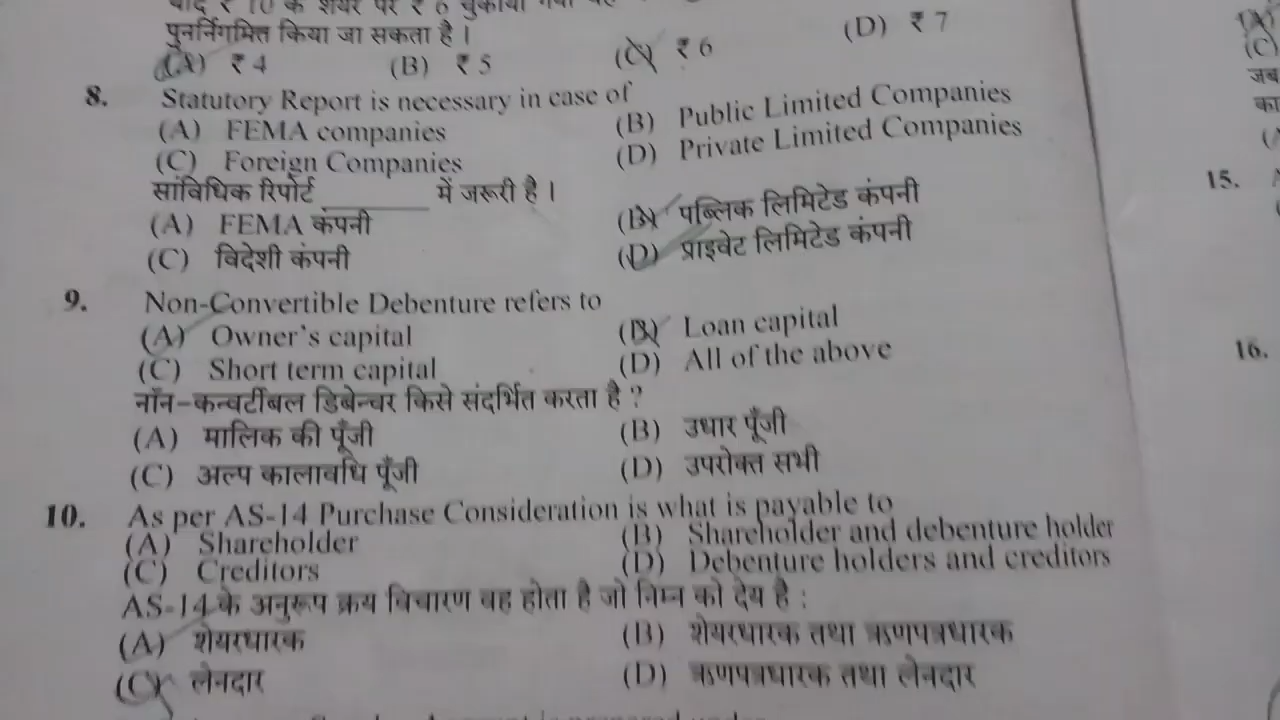 के शेयर पर ₹ 6 चुकाया गया
पुनर्निगमित किया जा सकता है ।
(A) ₹ 4 (B) ₹ 5 (C) ₹ 6 (D) ₹ 7
8. Statutory Report is necessary in case of
(A) FEMA companies (B) Public Limited Companies
(C) Foreign Companies (D) Private Limited Companies
सांविधिक रिपोर्ट ________ में जरूरी है ।
(A) FEMA कंपनी (B) पब्लिक लिमिटेड कंपनी
(C) विदेशी कंपनी (D) प्राइवेट लिमिटेड कंपनी
9. Non-Convertible Debenture refers to
(A) Owner's capital (B) Loan capital
(C) Short term capital (D) All of the above
नॉन-कन्वर्टीबल डिबेन्चर किसे संदर्भित करता है ?
(A) मालिक की पूँजी (B) उधार पूँजी
(C) अल्प कालावधि पूँजी (D) उपरोक्त सभी
10. As per AS-14 Purchase Consideration is what is payable to
(A) Shareholder (B) Shareholder and debenture holder
(C) Creditors (D) Debenture holders and creditors
AS-14 के अनुरूप क्रय विचारण वह होता है जो निम्न को देय है :
(A) शेयरधारक (B) शेयरधारक तथा ऋणपत्रधारक
(C) लेनदार (D) ऋणपत्रधारक तथा लेनदार
(C)
जब
का
15.
16.